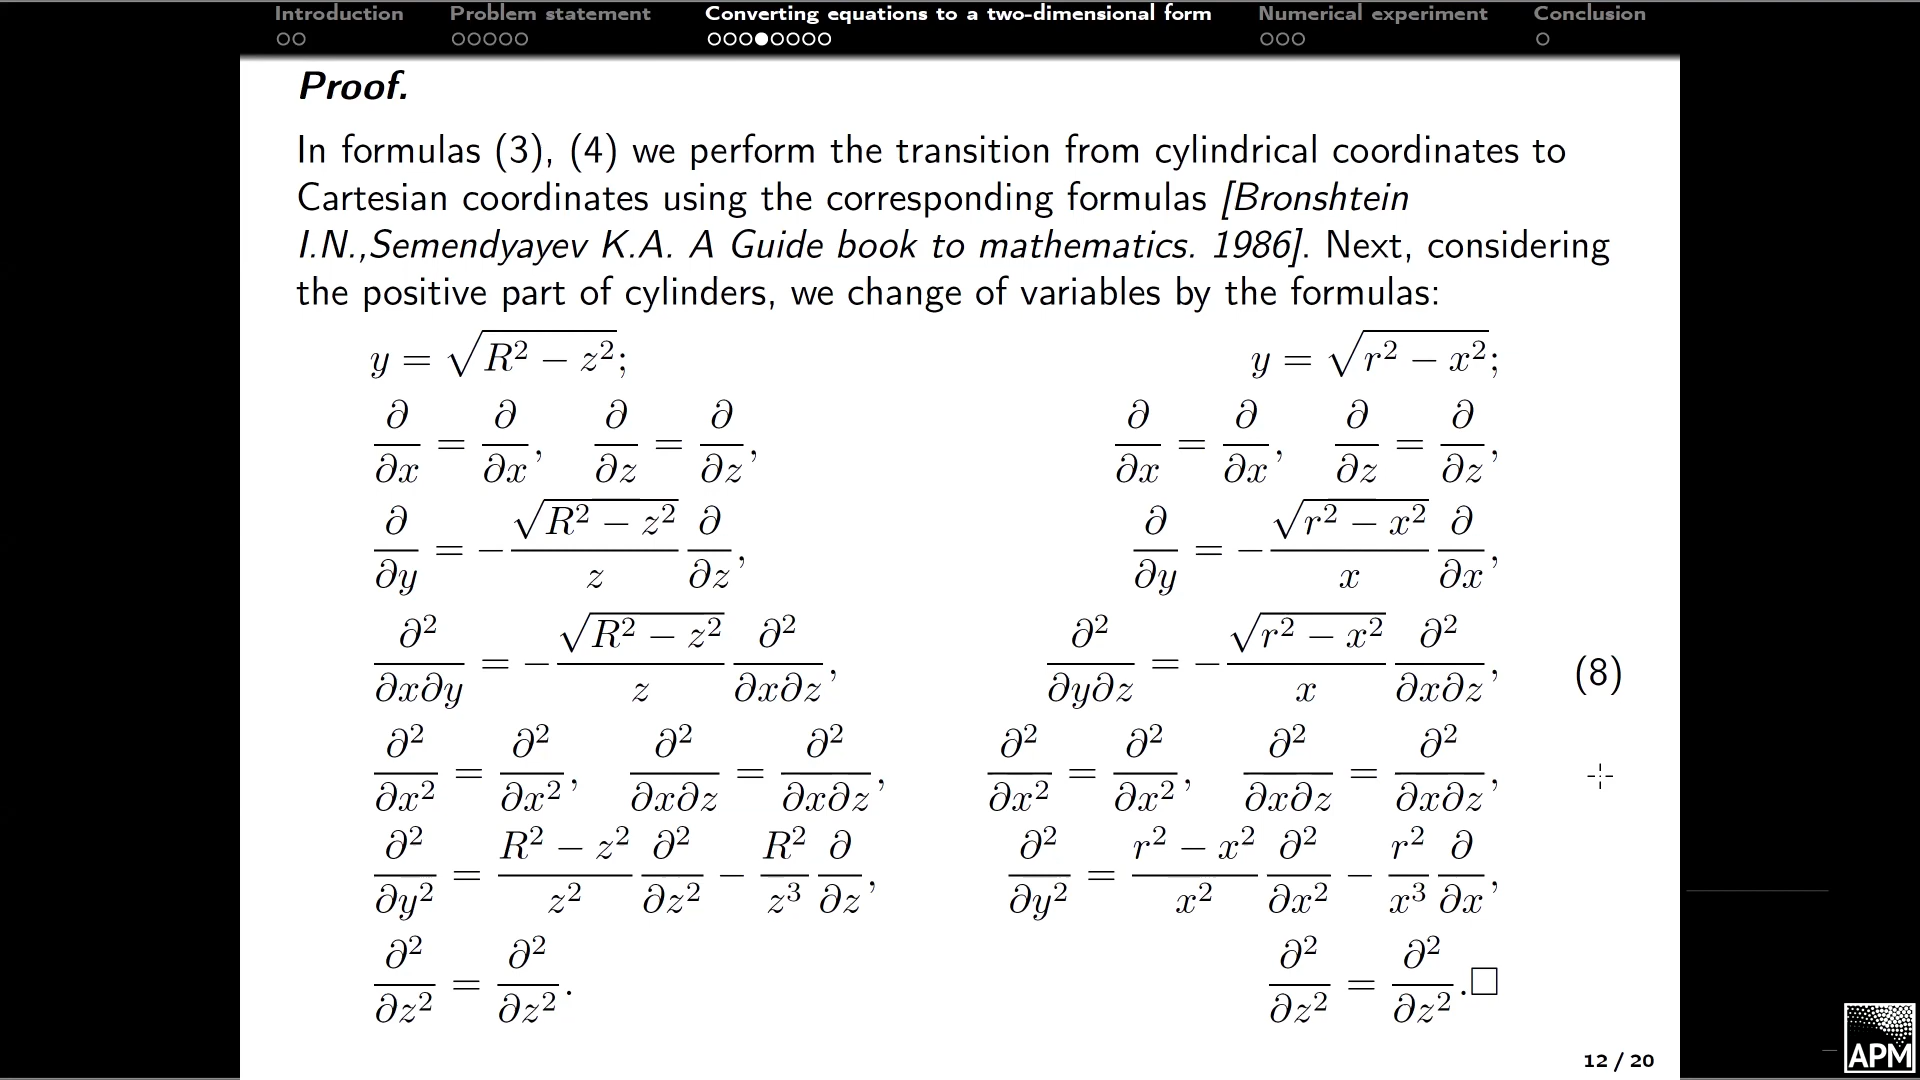 Introduction Problem statement Converting equations to a two-dimensional form Numerical experiment Conclusion
Proof.
In formulas (3), (4) we perform the transition from cylindrical coordinates to
Cartesian coordinates using the corresponding formulas [Bronshtein
I.N.,Semendyayev K.A. A Guide book to mathematics. 1986]. Next, considering
the positive part of cylinders, we change of variables by the formulas:
y = √(R² − z²); y = √(r² − x²);
∂/∂x = ∂/∂x, ∂/∂z = ∂/∂z, ∂/∂x = ∂/∂x, ∂/∂z = ∂/∂z,
∂/∂y = −√(R² − z²)/z ∂/∂z, ∂/∂y = −√(r² − x²)/x ∂/∂x,
∂²/∂x∂y = −√(R² − z²)/z ∂²/∂x∂z, ∂²/∂y∂z = −√(r² − x²)/x ∂²/∂x∂z, (8)
∂²/∂x² = ∂²/∂x², ∂²/∂x∂z = ∂²/∂x∂z, ∂²/∂x² = ∂²/∂x², ∂²/∂x∂z = ∂²/∂x∂z,
∂²/∂y² = (R² − z²)/z² ∂²/∂z² − R²/z³ ∂/∂z, ∂²/∂y² = (r² − x²)/x² ∂²/∂x² − r²/x³ ∂/∂x,
∂²/∂z² = ∂²/∂z². ∂²/∂z² = ∂²/∂z².□
12 / 20
APM